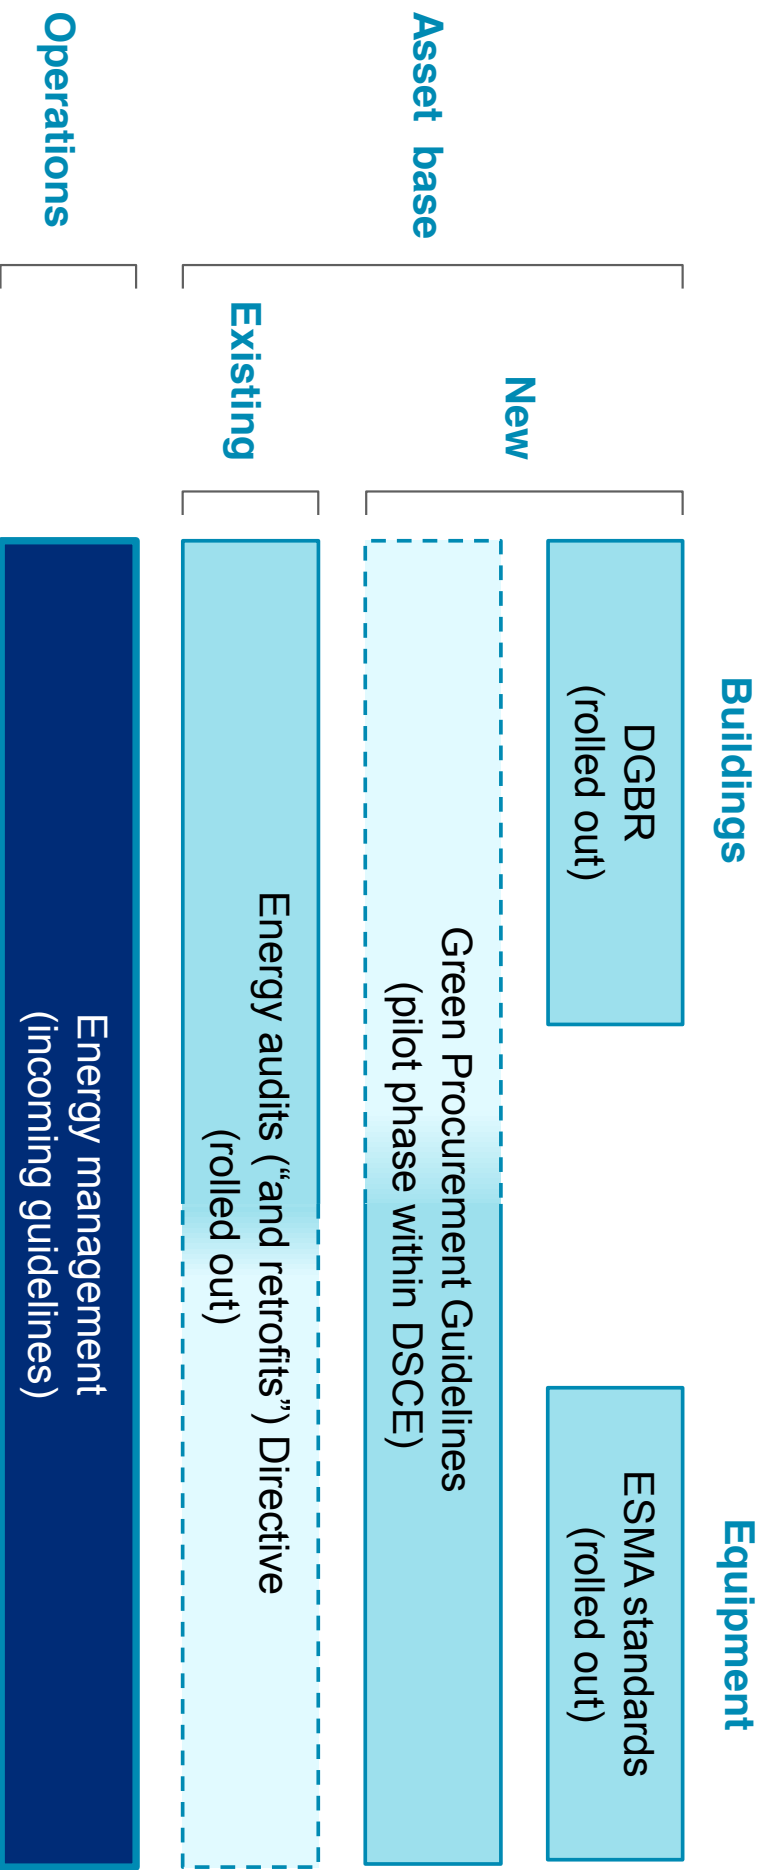 Buildings
Equipment
Asset base
New
DGBR
(rolled out)
ESMA standards
(rolled out)
Green Procurement Guidelines
(pilot phase within DSCE)
Existing
Energy audits (“and retrofits”) Directive
(rolled out)
Operations
Energy management
(incoming guidelines)